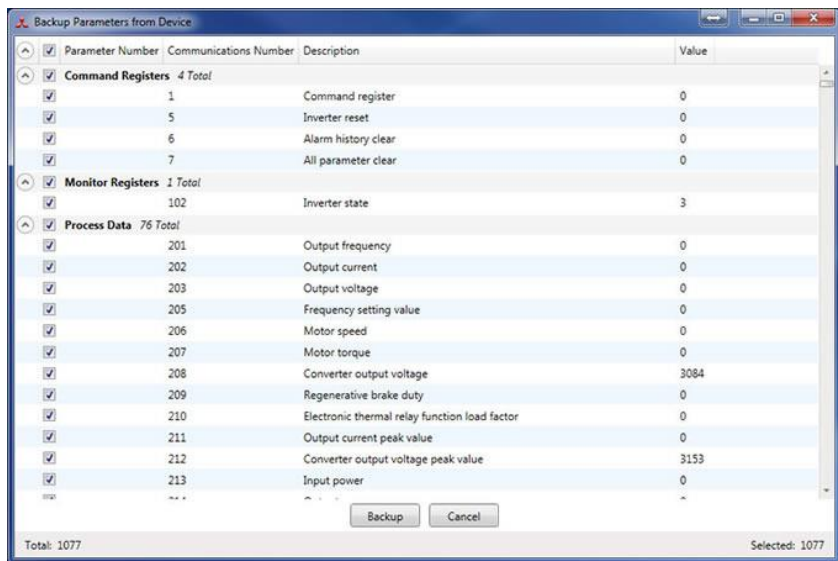 Backup Parameters from Device
Parameter Number Communications Number Description Value
Command Registers 4 Total
1 Command register 0
5 Inverter reset 0
6 Alarm history clear 0
7 All parameter clear 0
Monitor Registers 1 Total
102 Inverter state 3
Process Data 76 Total
201 Output frequency 0
202 Output current 0
203 Output voltage 0
205 Frequency setting value 0
206 Motor speed 0
207 Motor torque 0
208 Converter output voltage 3084
209 Regenerative brake duty 0
210 Electronic thermal relay function load factor 0
211 Output current peak value 0
212 Converter output voltage peak value 3153
213 Input power 0
Backup Cancel
Total: 1077 Selected: 1077